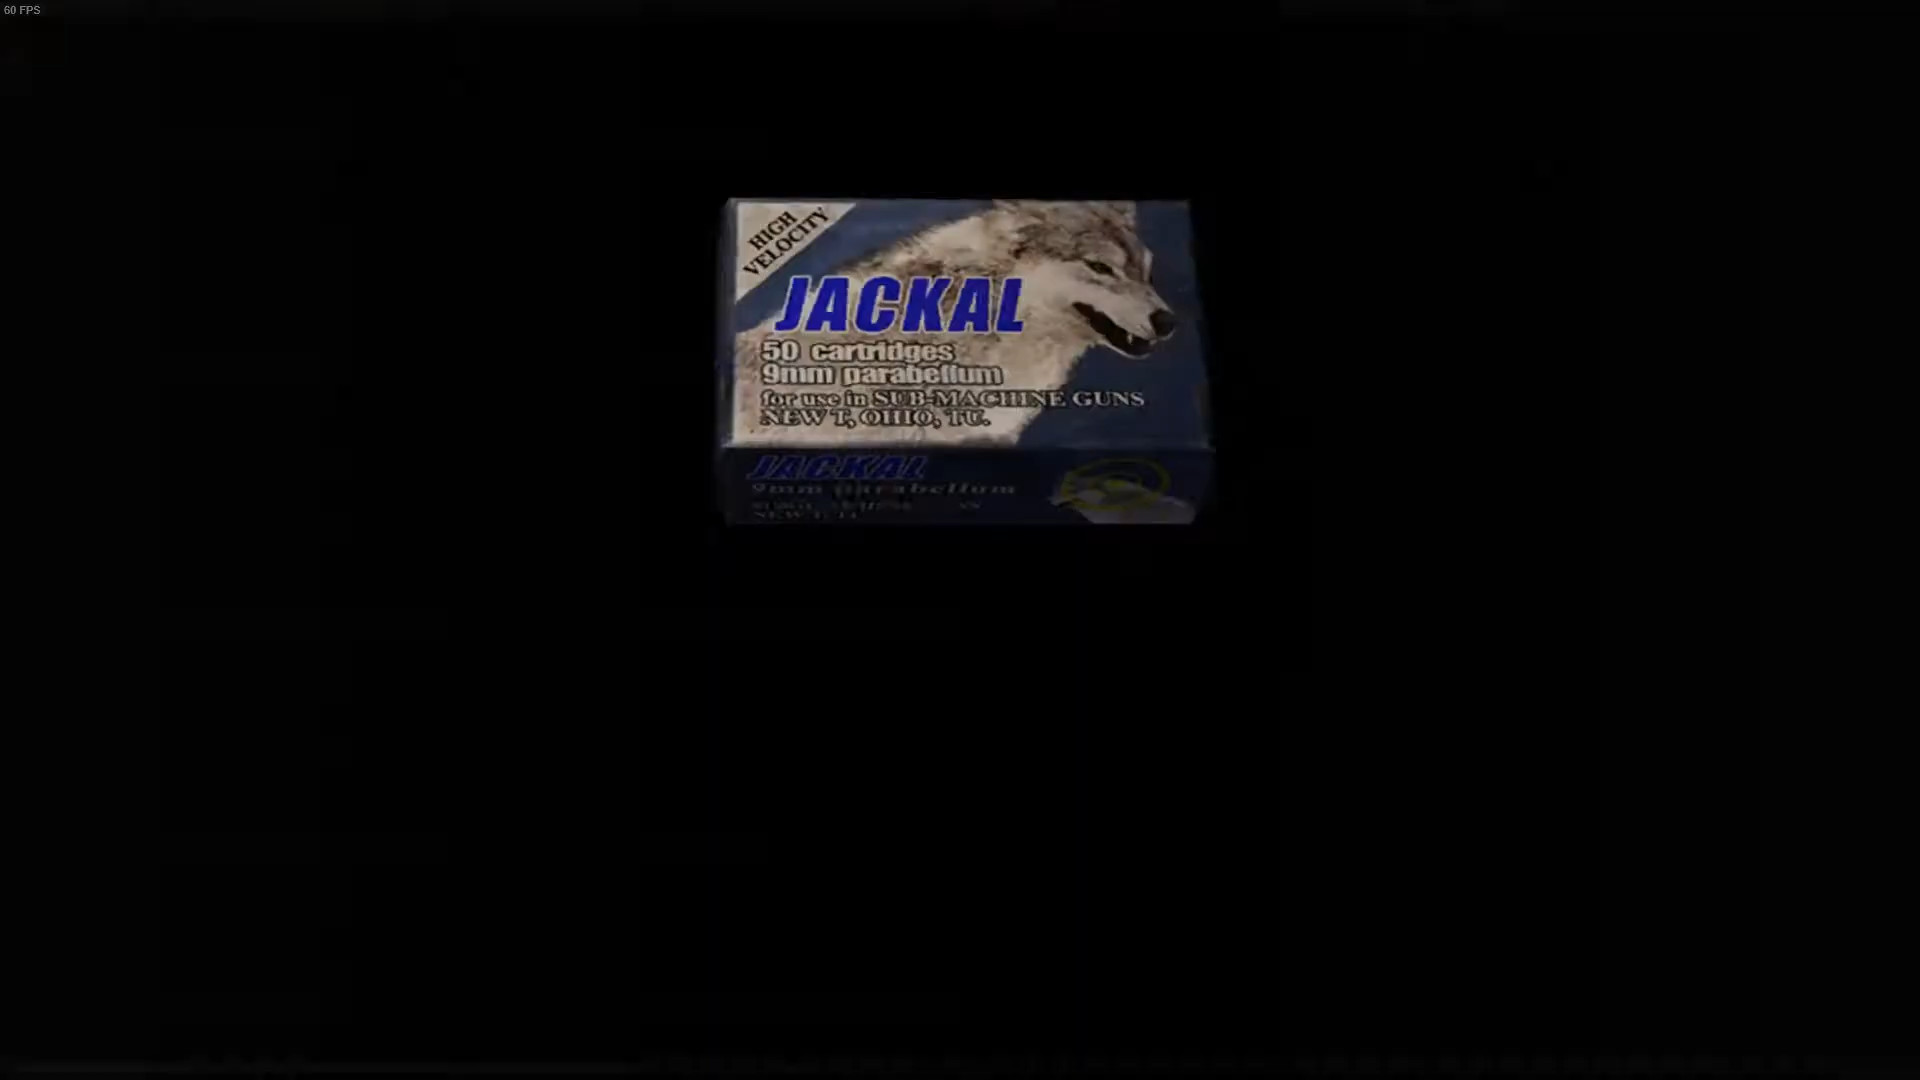 60 FPS
HIGH
VELOCITY
JACKAL
50 cartridges
9mm parabellum
for use in SUB-MACHINE GUNS
NEW T, OHIO, TU.
JACKAL
9mm parabellum